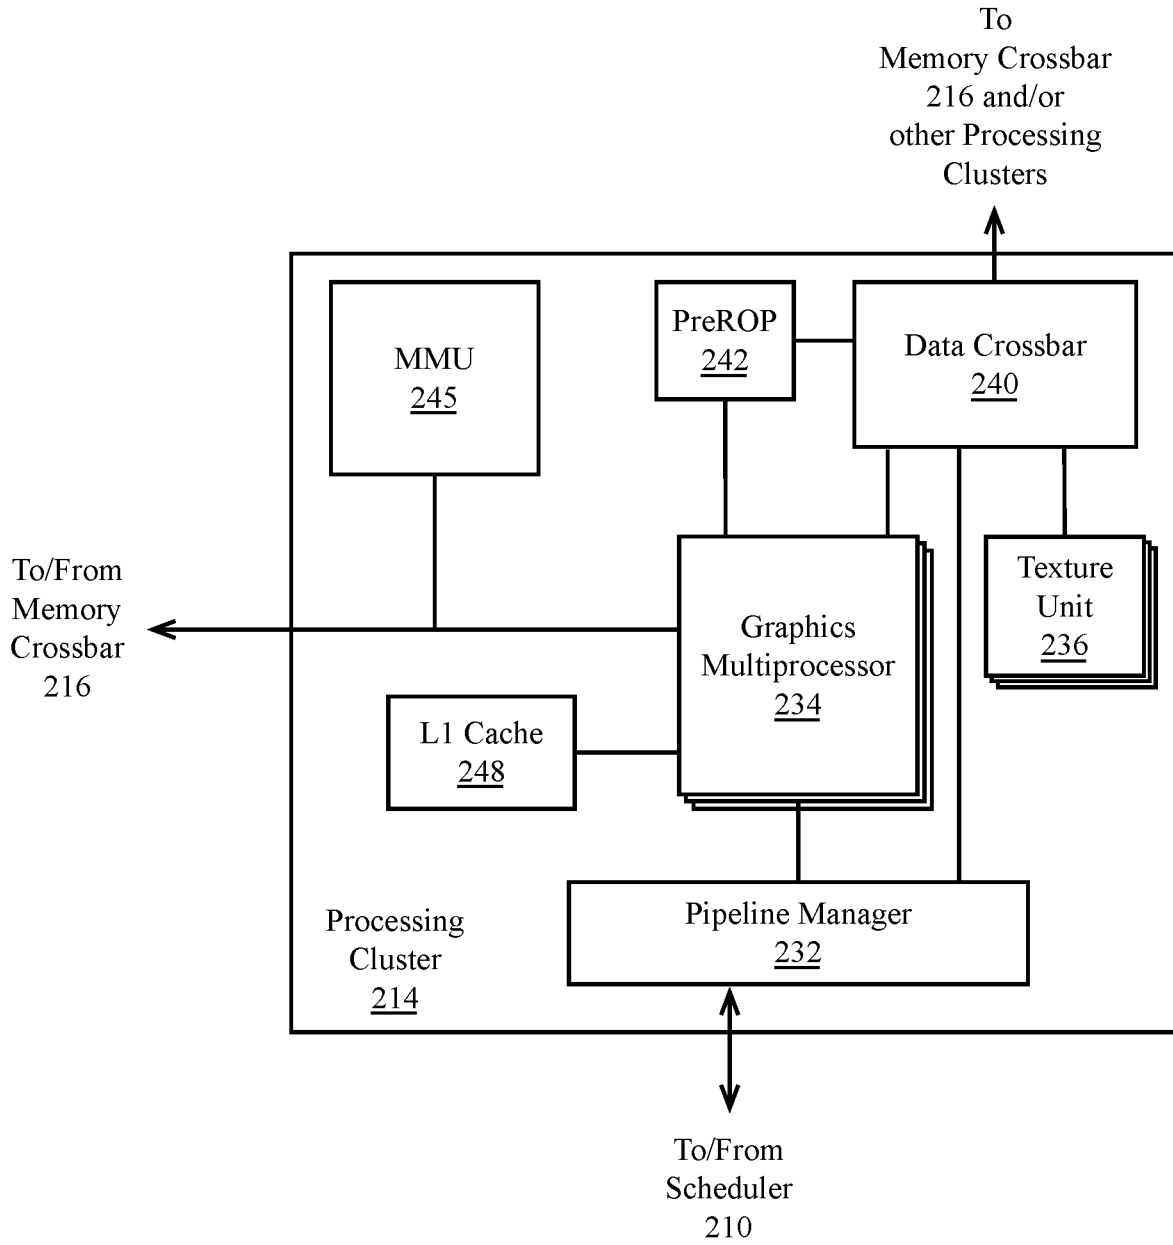 To
Memory Crossbar
216 and/or
other Processing
Clusters
MMU
245
PreROP
242
Data Crossbar
240
To/From
Memory
Crossbar
216
Graphics
Multiprocessor
234
Texture
Unit
236
L1 Cache
248
Pipeline Manager
232
Processing
Cluster
214
To/From
Scheduler
210